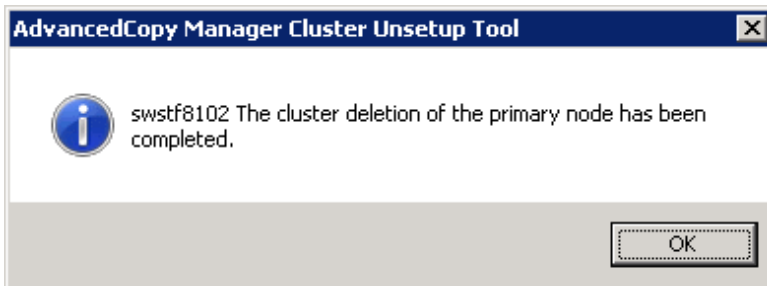 AdvancedCopy Manager Cluster Unsetup Tool
swstf8102 The cluster deletion of the primary node has been
completed.
OK